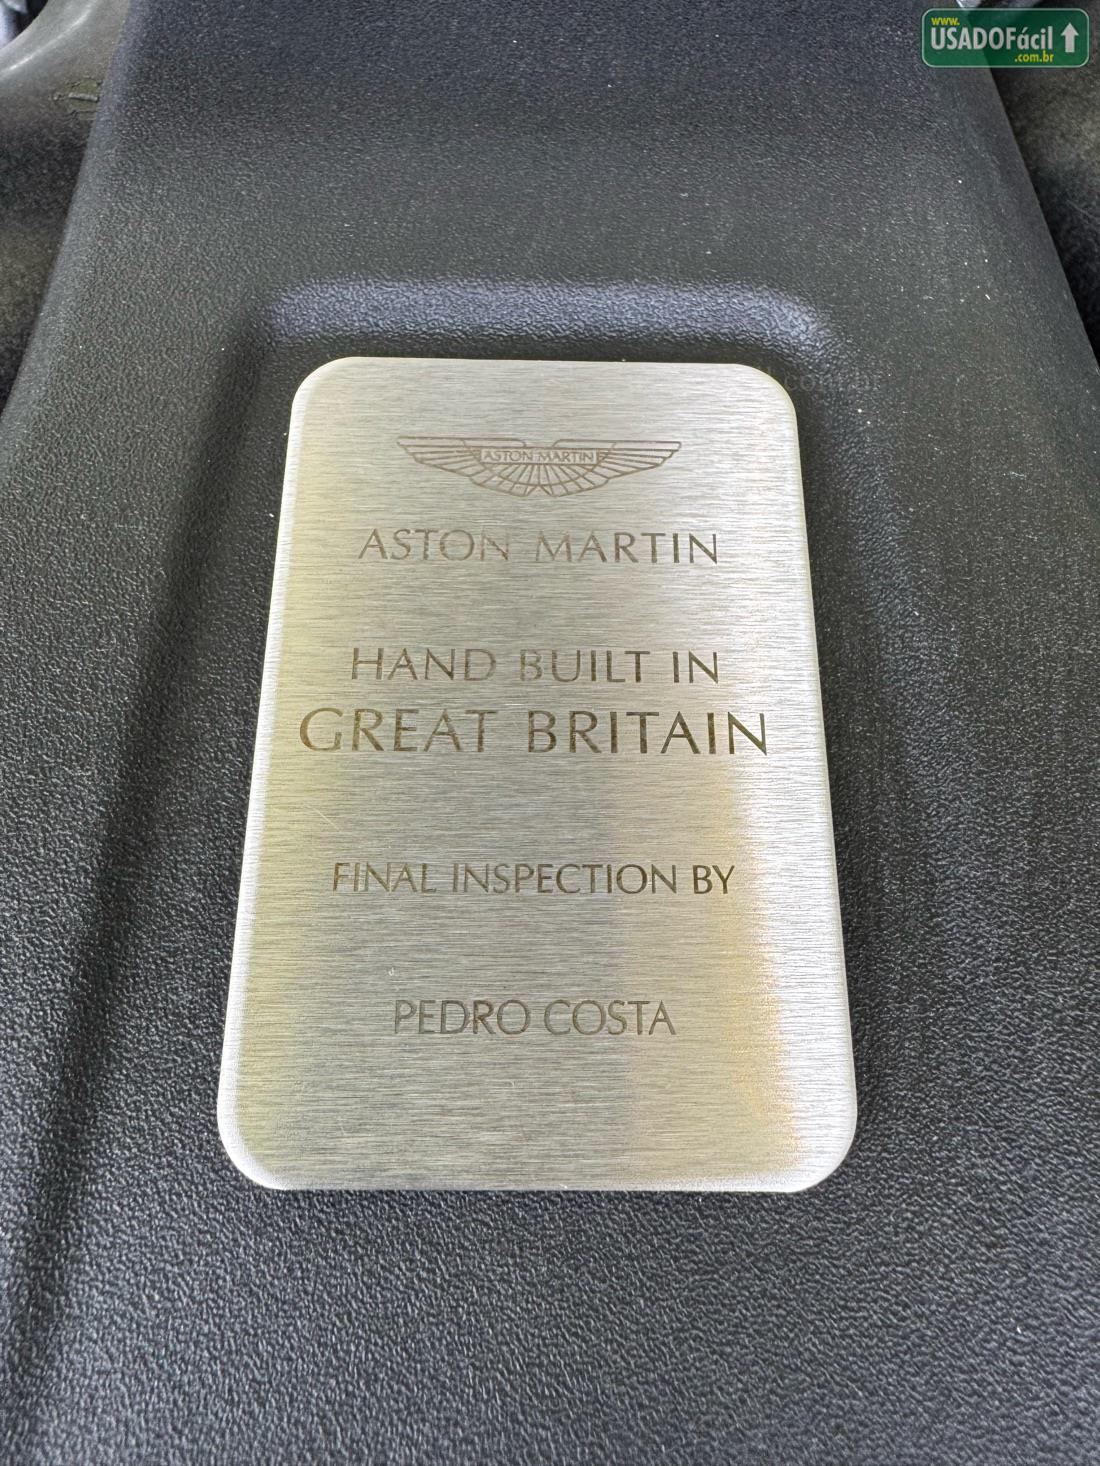 www.
USADOFácil
.com.br
ASTON MARTIN
ASTON MARTIN
HAND BUILT IN
GREAT BRITAIN
FINAL INSPECTION BY
PEDRO COSTA